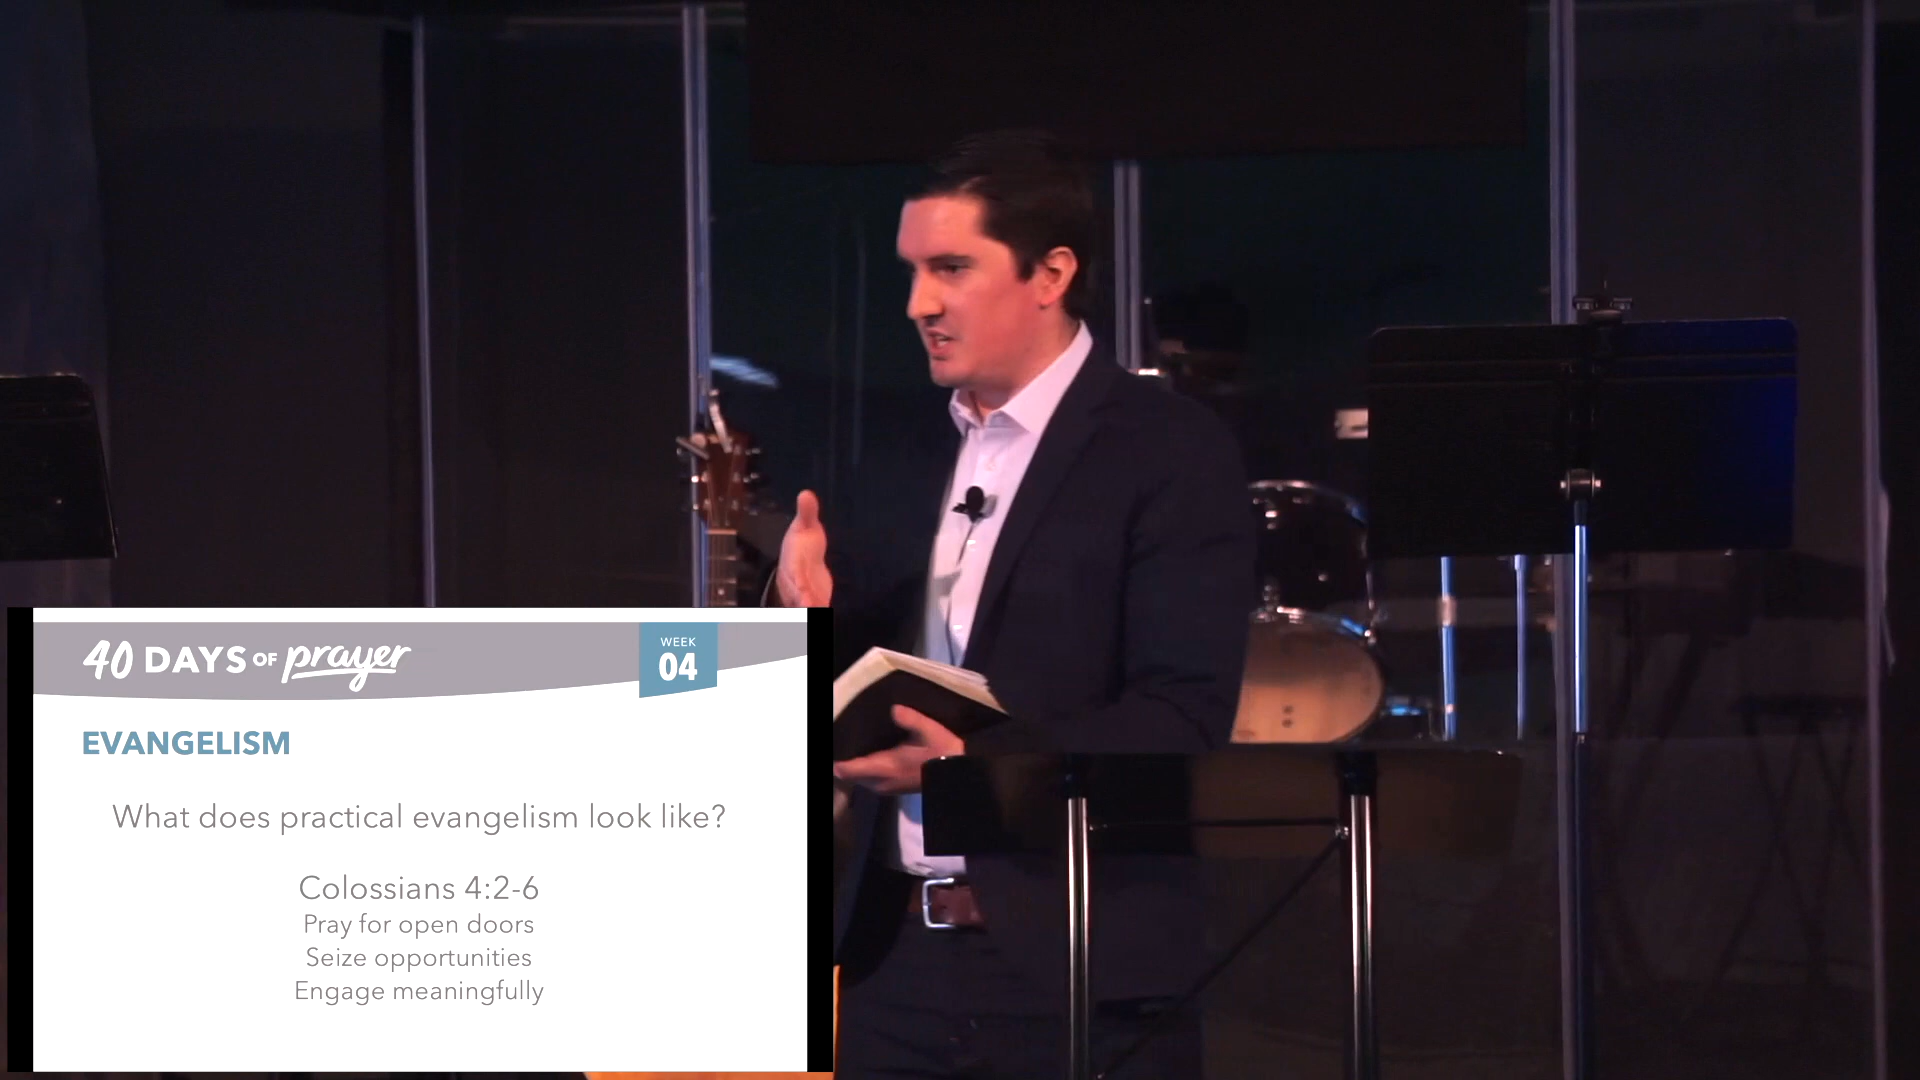 40 DAYS OF prayer
WEEK
04
EVANGELISM
What does practical evangelism look like?
Colossians 4:2-6
Pray for open doors
Seize opportunities
Engage meaningfully